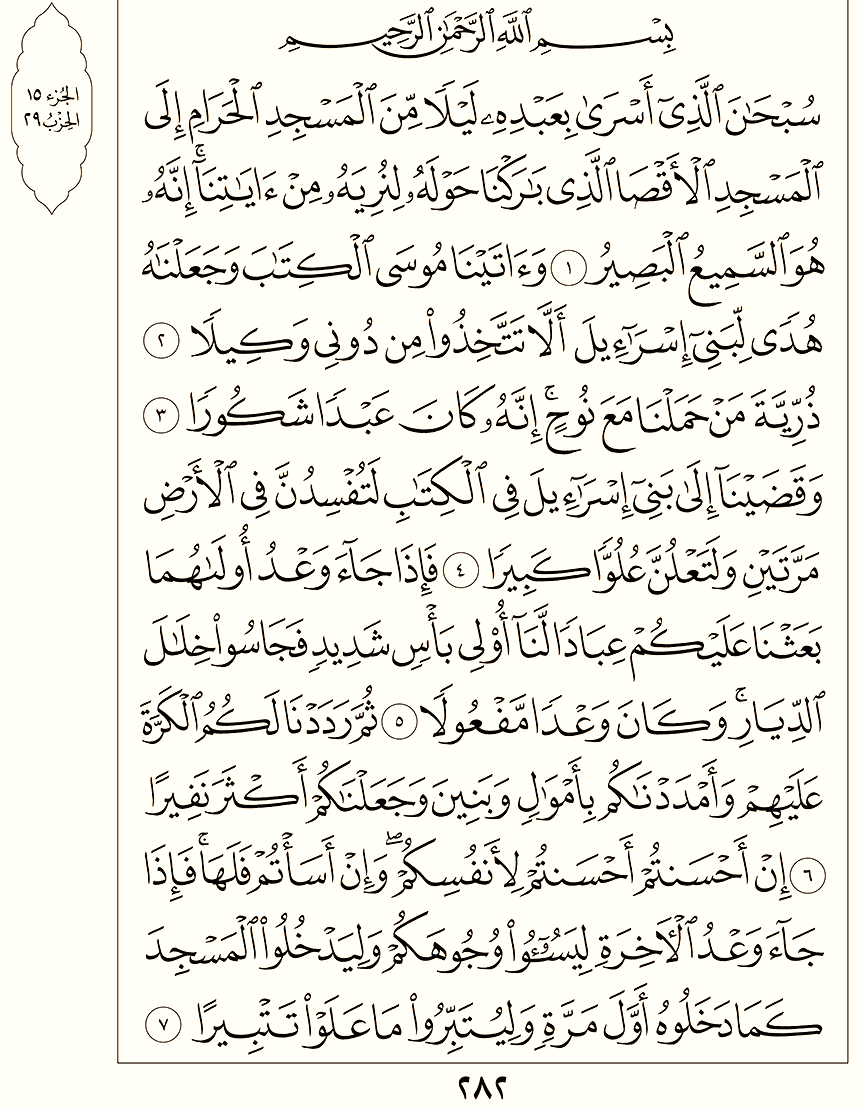 الجزء ١٥
الحزب ٢٩
بِسْمِ ٱللَّهِ ٱلرَّحْمَٰنِ ٱلرَّحِيمِ
سُبْحَٰنَ ٱلَّذِىٓ أَسْرَىٰ بِعَبْدِهِۦ لَيْلًا مِّنَ ٱلْمَسْجِدِ ٱلْحَرَامِ إِلَى
ٱلْمَسْجِدِ ٱلْأَقْصَا ٱلَّذِى بَٰرَكْنَا حَوْلَهُۥ لِنُرِيَهُۥ مِنْ ءَايَٰتِنَآ ۚ إِنَّهُۥ
هُوَ ٱلسَّمِيعُ ٱلْبَصِيرُ ١ وَءَاتَيْنَا مُوسَى ٱلْكِتَٰبَ وَجَعَلْنَٰهُ
هُدًى لِّبَنِىٓ إِسْرَٰٓءِيلَ أَلَّا تَتَّخِذُوا۟ مِن دُونِى وَكِيلًا ٢
ذُرِّيَّةَ مَنْ حَمَلْنَا مَعَ نُوحٍ ۚ إِنَّهُۥ كَانَ عَبْدًا شَكُورًا ٣
وَقَضَيْنَآ إِلَىٰ بَنِىٓ إِسْرَٰٓءِيلَ فِى ٱلْكِتَٰبِ لَتُفْسِدُنَّ فِى ٱلْأَرْضِ
مَرَّتَيْنِ وَلَتَعْلُنَّ عُلُوًّا كَبِيرًا ٤ فَإِذَا جَآءَ وَعْدُ أُولَىٰهُمَا
بَعَثْنَا عَلَيْكُمْ عِبَادًا لَّنَآ أُو۟لِى بَأْسٍ شَدِيدٍ فَجَاسُوا۟ خِلَٰلَ
ٱلدِّيَارِ ۚ وَكَانَ وَعْدًا مَّفْعُولًا ٥ ثُمَّ رَدَدْنَا لَكُمُ ٱلْكَرَّةَ
عَلَيْهِمْ وَأَمْدَدْنَٰكُم بِأَمْوَٰلٍ وَبَنِينَ وَجَعَلْنَٰكُمْ أَكْثَرَ نَفِيرًا
٦ إِنْ أَحْسَنتُمْ أَحْسَنتُمْ لِأَنفُسِكُمْ ۖ وَإِنْ أَسَأْتُمْ فَلَهَا ۚ فَإِذَا
جَآءَ وَعْدُ ٱلْءَاخِرَةِ لِيَسُۥٓـُٔوا۟ وُجُوهَكُمْ وَلِيَدْخُلُوا۟ ٱلْمَسْجِدَ
كَمَا دَخَلُوهُ أَوَّلَ مَرَّةٍ وَلِيُتَبِّرُوا۟ مَا عَلَوْا۟ تَتْبِيرًا ٧
٢٨٢